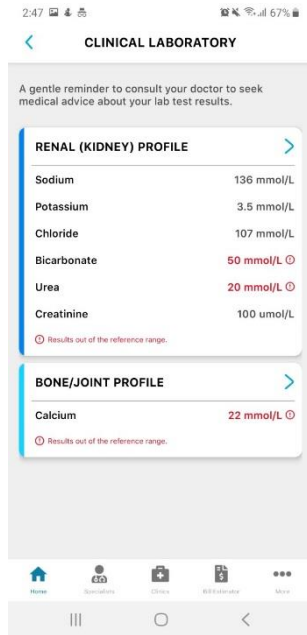 2:47 67%
CLINICAL LABORATORY
A gentle reminder to consult your doctor to seek
medical advice about your lab test results.
RENAL (KIDNEY) PROFILE
Sodium 136 mmol/L
Potassium 3.5 mmol/L
Chloride 107 mmol/L
Bicarbonate 50 mmol/L
Urea 20 mmol/L
Creatinine 100 umol/L
Results out of the reference range.
BONE/JOINT PROFILE
Calcium 22 mmol/L
Results out of the reference range.
Home Specialties Clinics Bill Estimator More